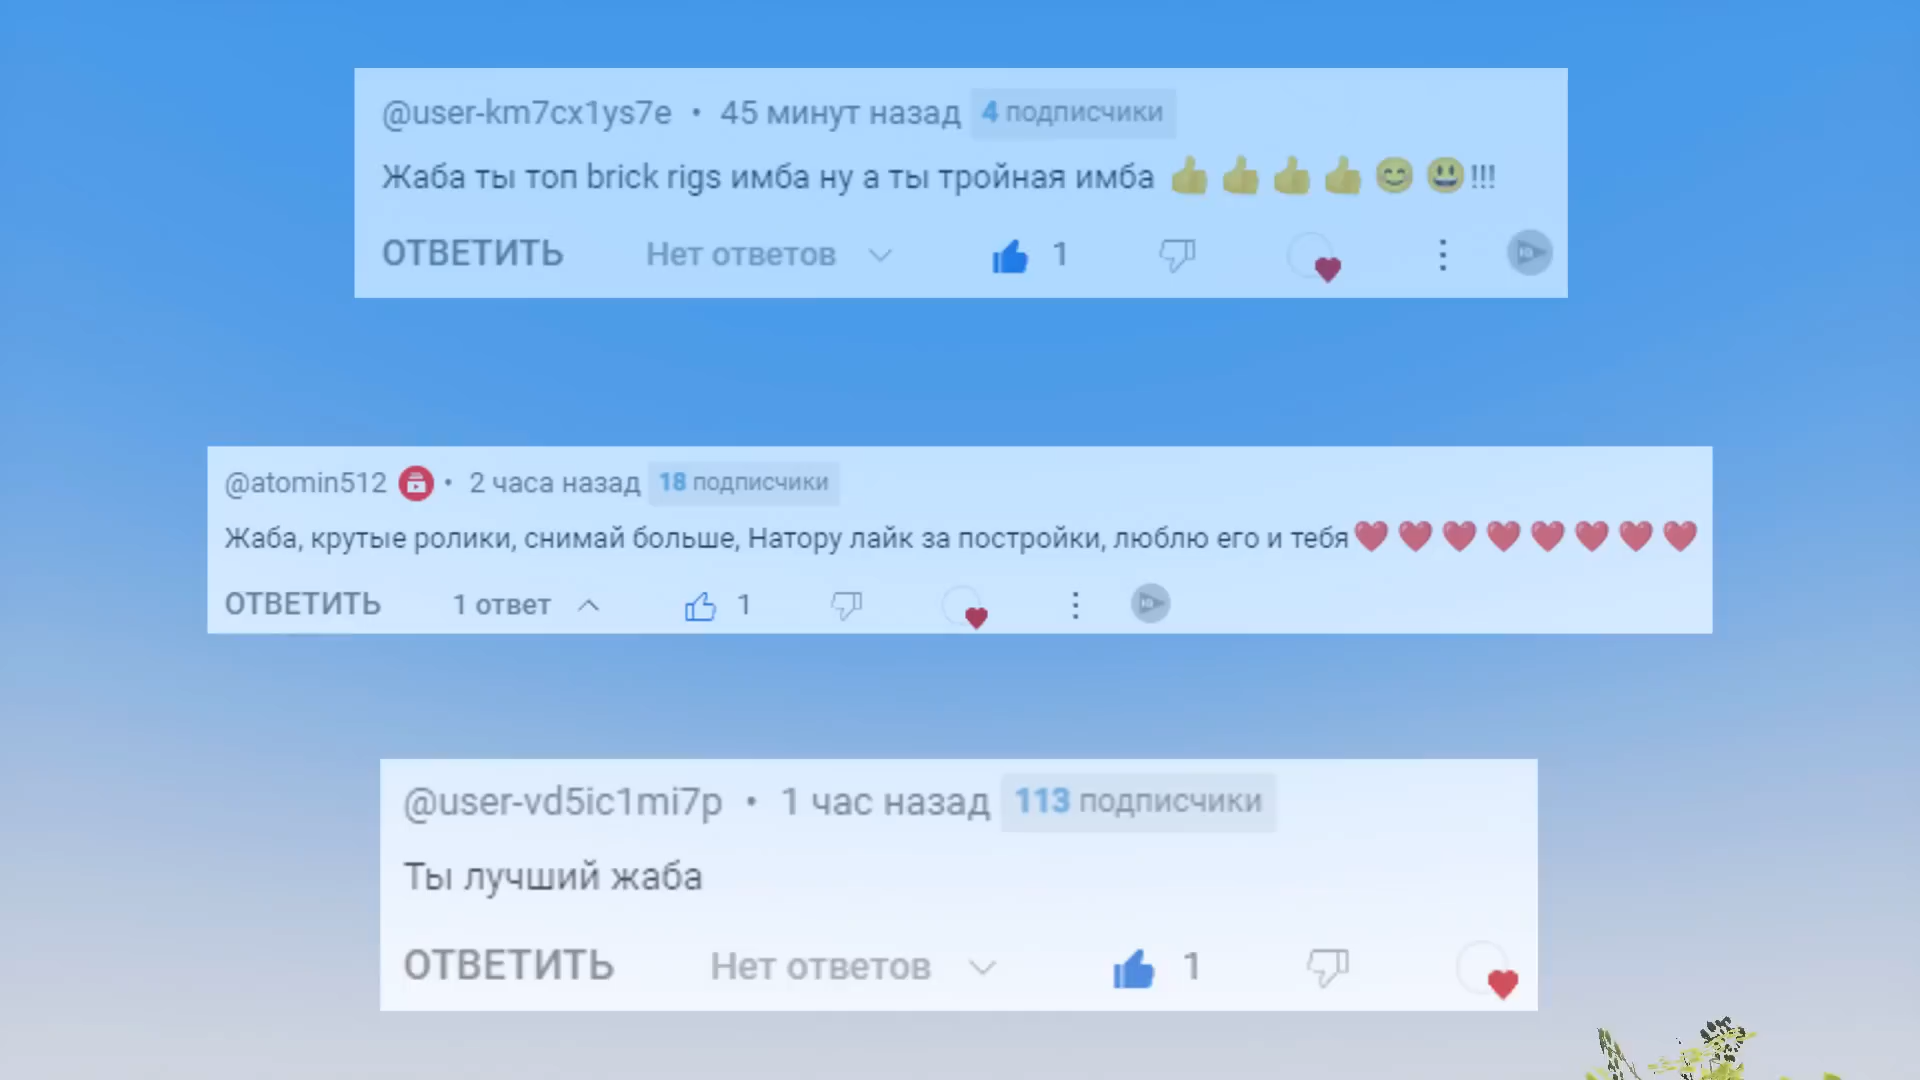 @user-km7cx1ys7e • 45 минут назад 4 подписчики
Жаба ты топ brick rigs имба ну а ты тройная имба 👍👍👍👍😊😃!!!
ОТВЕТИТЬ Нет ответов 1
@atomin512 • 2 часа назад 18 подписчики
Жаба, крутые ролики, снимай больше, Натору лайк за постройки, люблю его и тебя❤️❤️❤️❤️❤️❤️❤️❤️
ОТВЕТИТЬ 1 ответ 1
@user-vd5ic1mi7p • 1 час назад 113 подписчики
Ты лучший жаба
ОТВЕТИТЬ Нет ответов 1